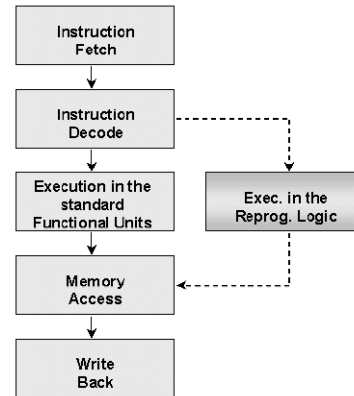 Instruction
Fetch
Instruction
Decode
Execution in the
standard
Functional Units
Exec. in the
Reprog. Logic
Memory
Access
Write
Back